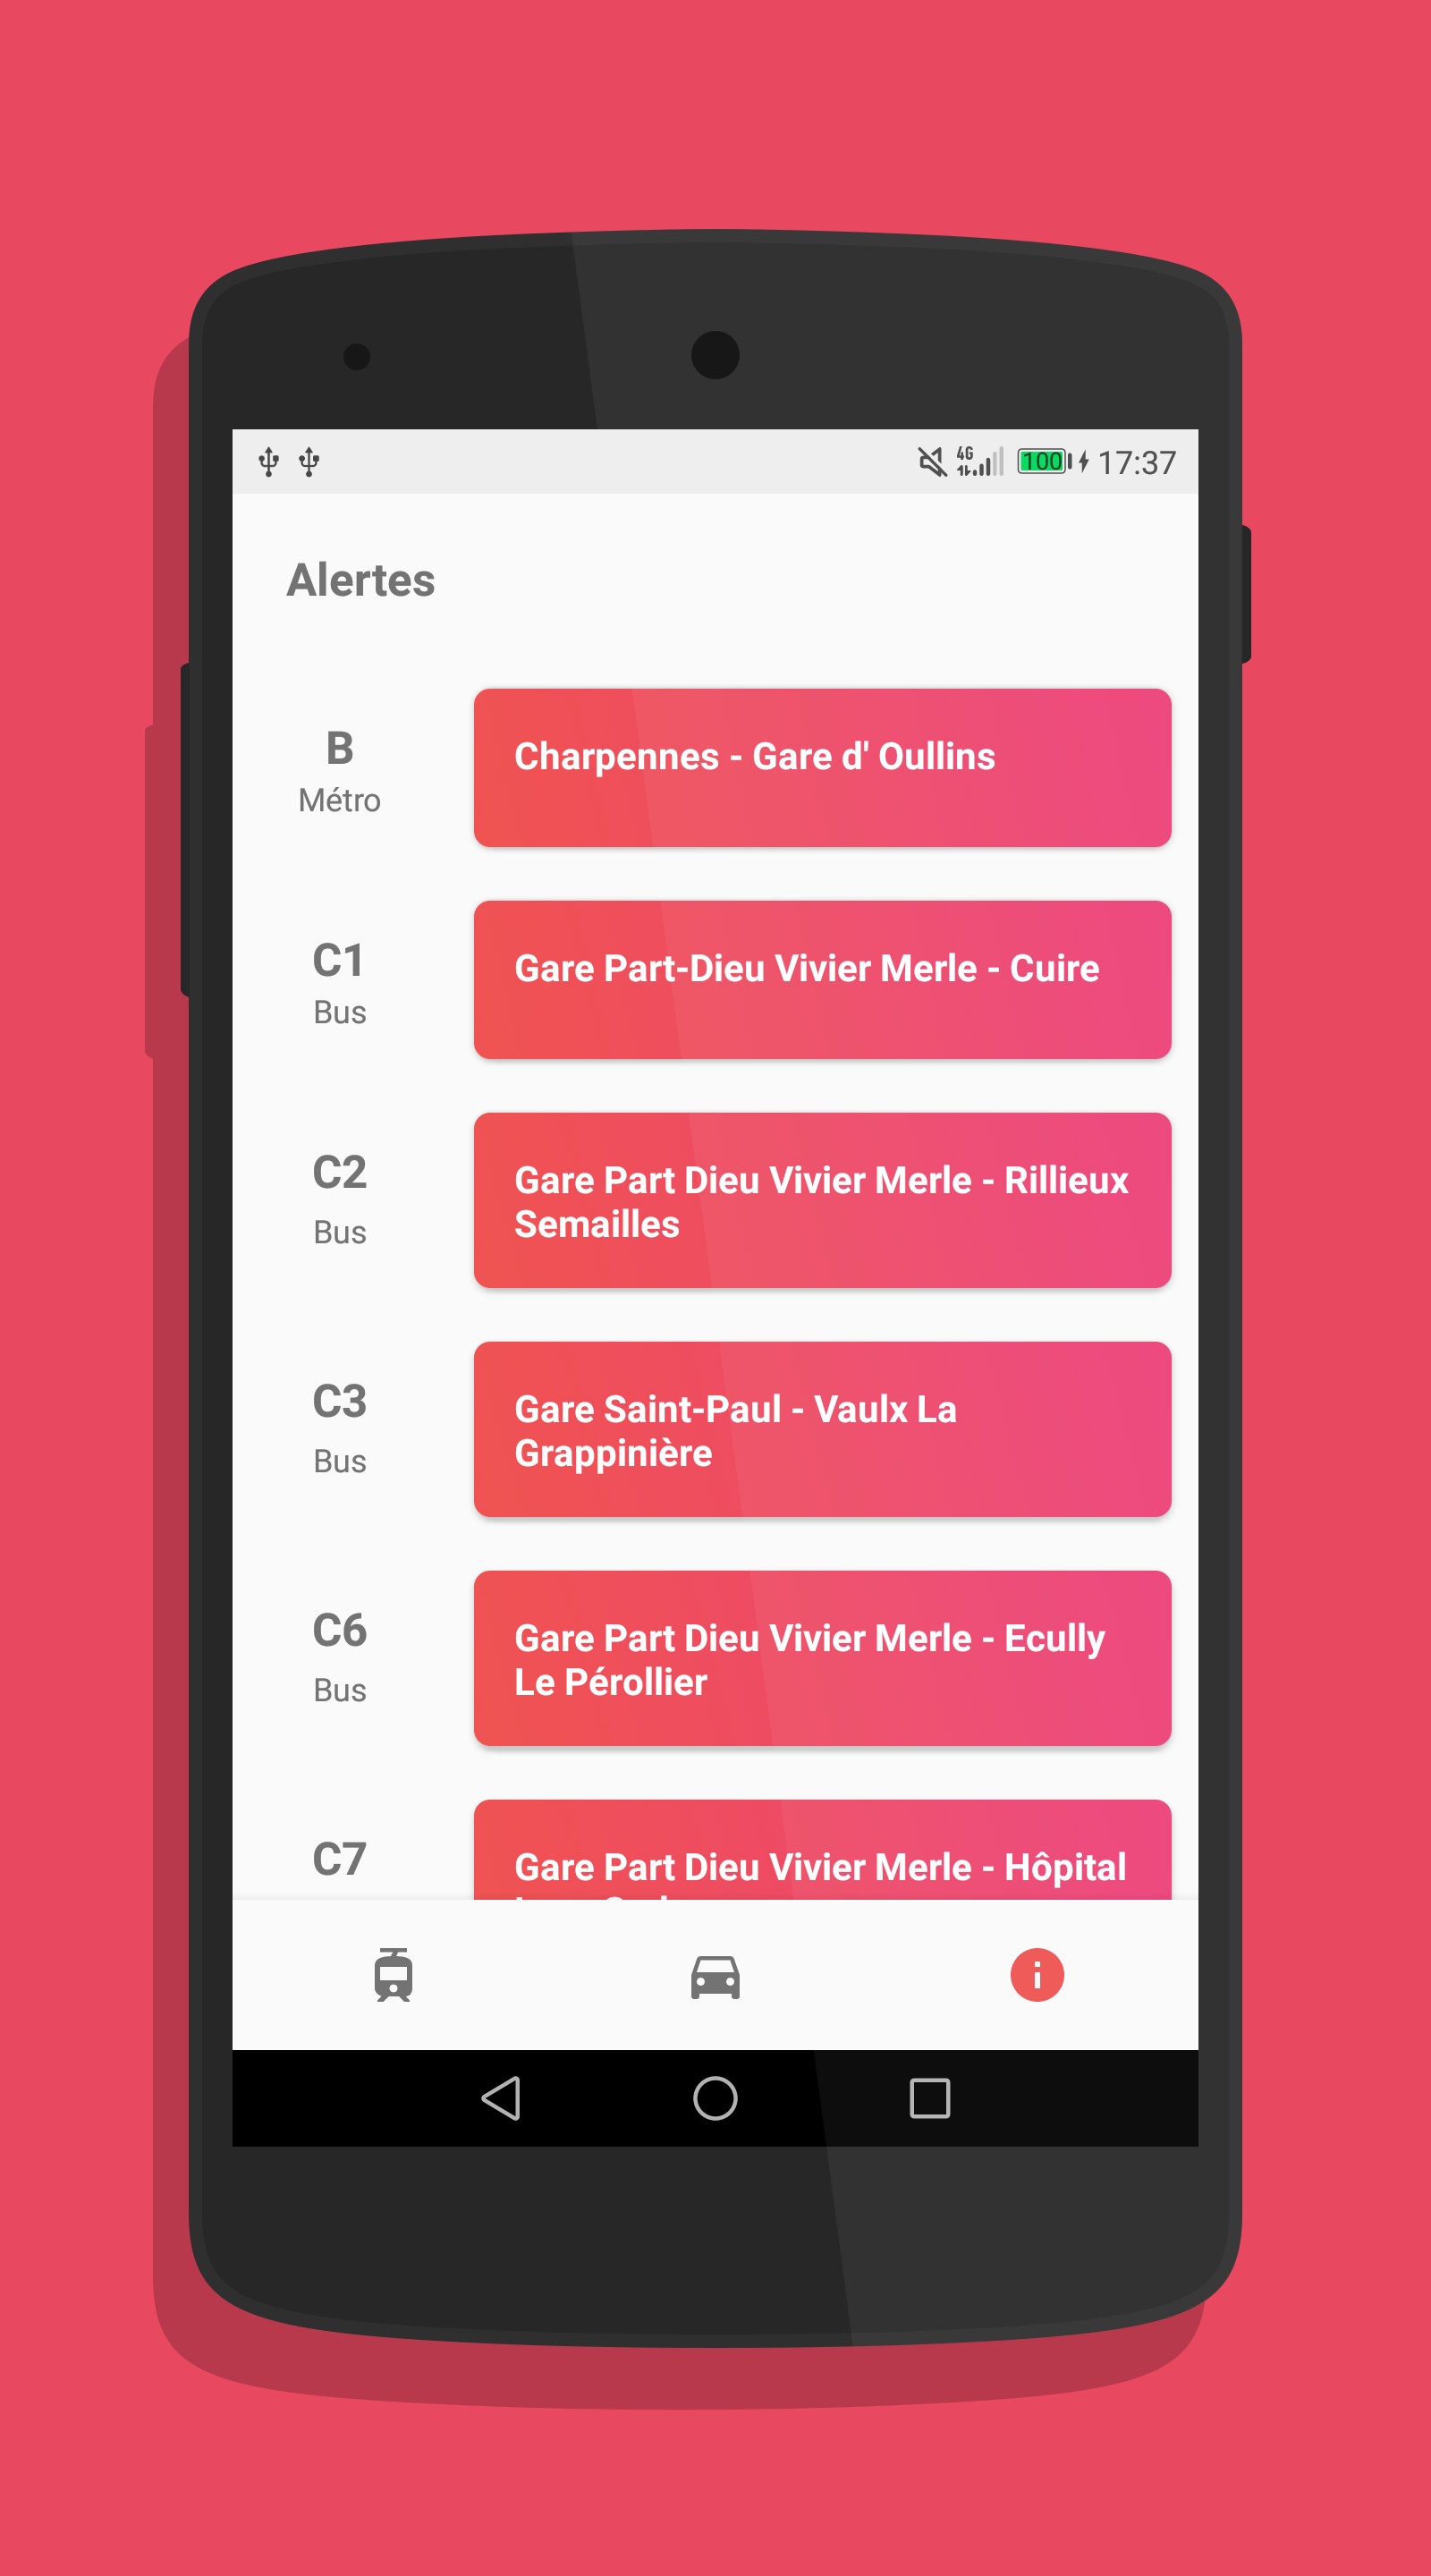 4G
100
17:37
Alertes
B
Métro
Charpennes - Gare d' Oullins
C1
Bus
Gare Part-Dieu Vivier Merle - Cuire
C2
Bus
Gare Part Dieu Vivier Merle - Rillieux
Semailles
C3
Bus
Gare Saint-Paul - Vaulx La
Grappinière
C6
Bus
Gare Part Dieu Vivier Merle - Ecully
Le Pérollier
C7
Gare Part Dieu Vivier Merle - Hôpital